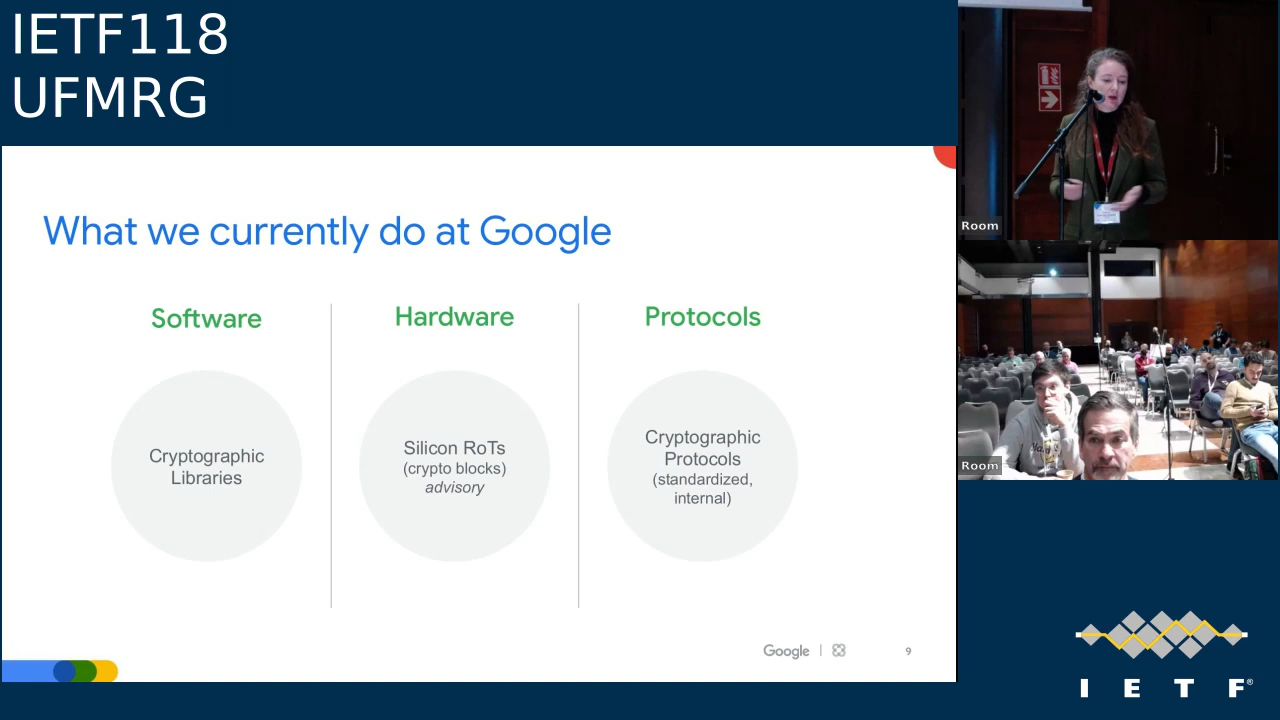 IETF118
UFMRG
What we currently do at Google
Software
Hardware
Protocols
Cryptographic
Libraries
Silicon RoTs
(crypto blocks)
advisory
Cryptographic
Protocols
(standardized,
internal)
Google
9
Room
Room
I E T F®